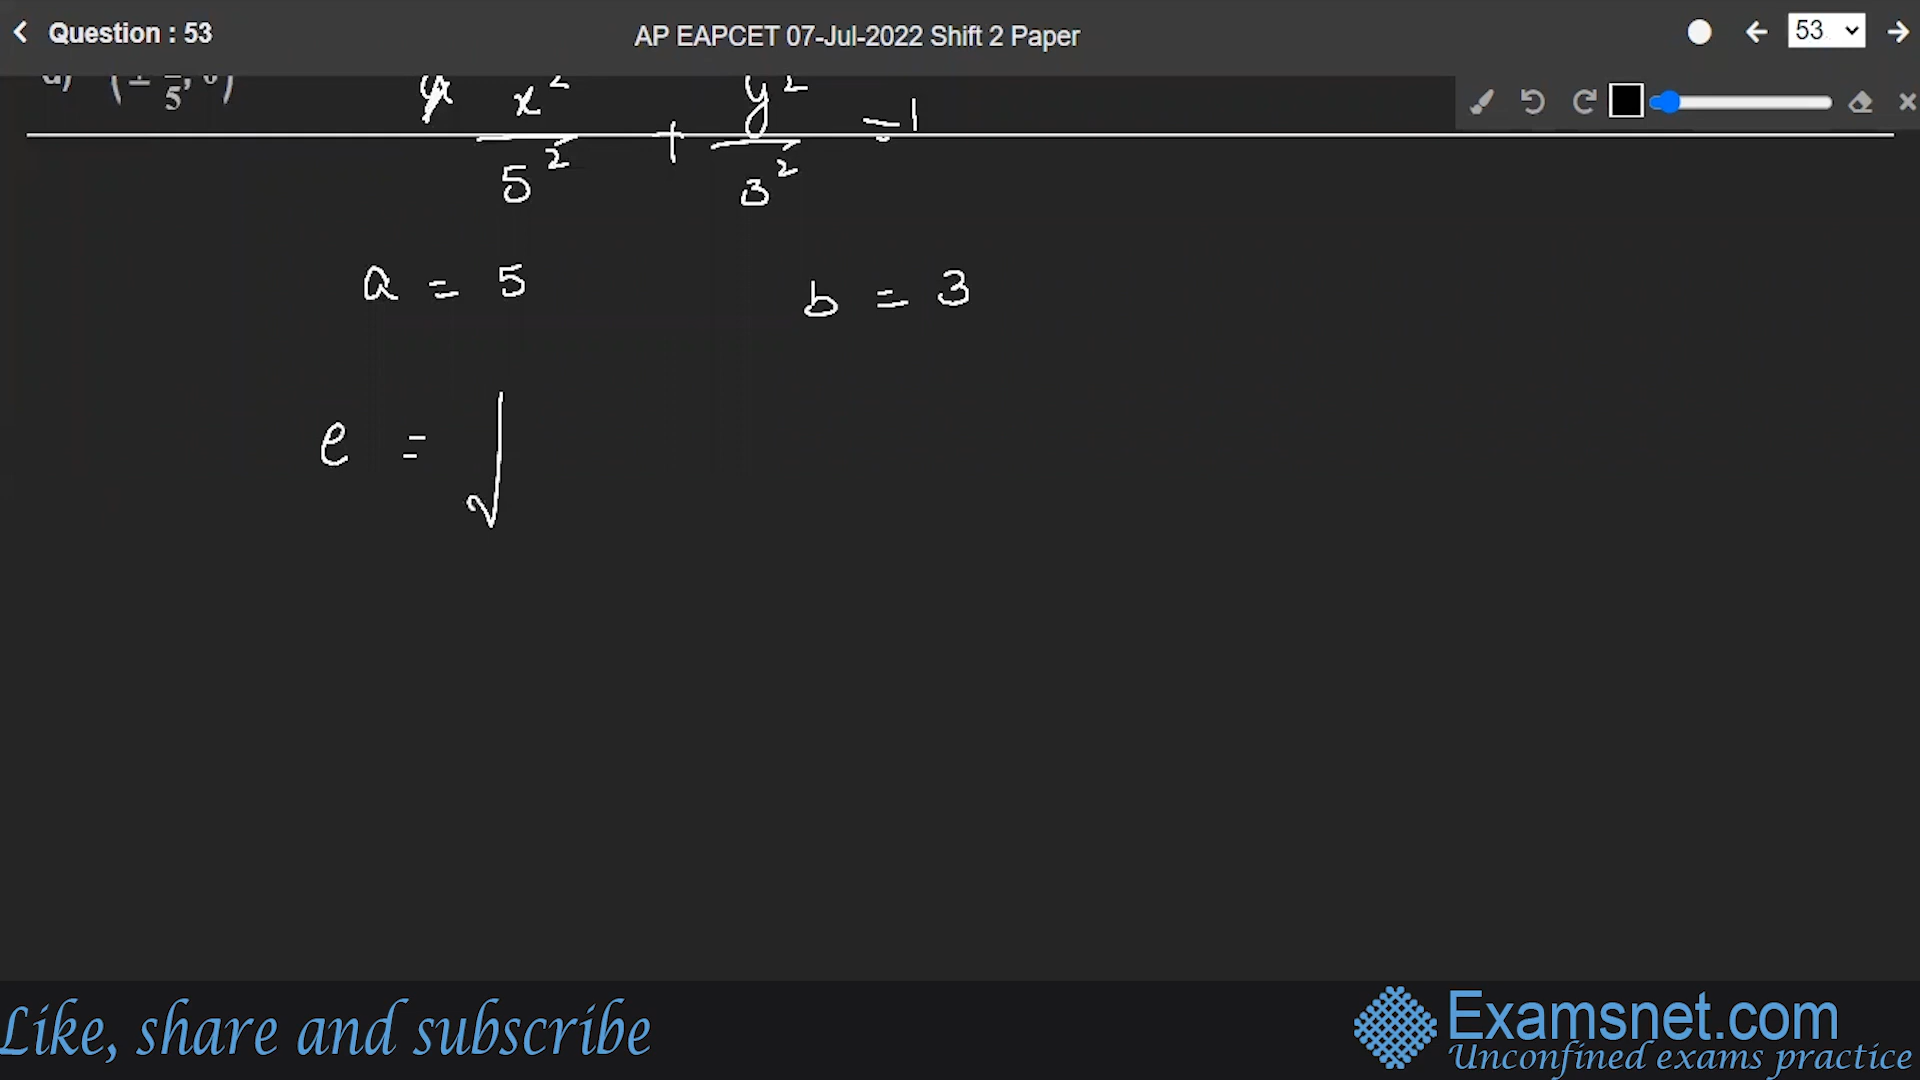 Question : 53
AP EAPCET 07-Jul-2022 Shift 2 Paper
53
5
x² / 5² + y² / 3² = 1
a = 5
b = 3
e = √
Like, share and subscribe
Examsnet.com
Unconfined exams practice